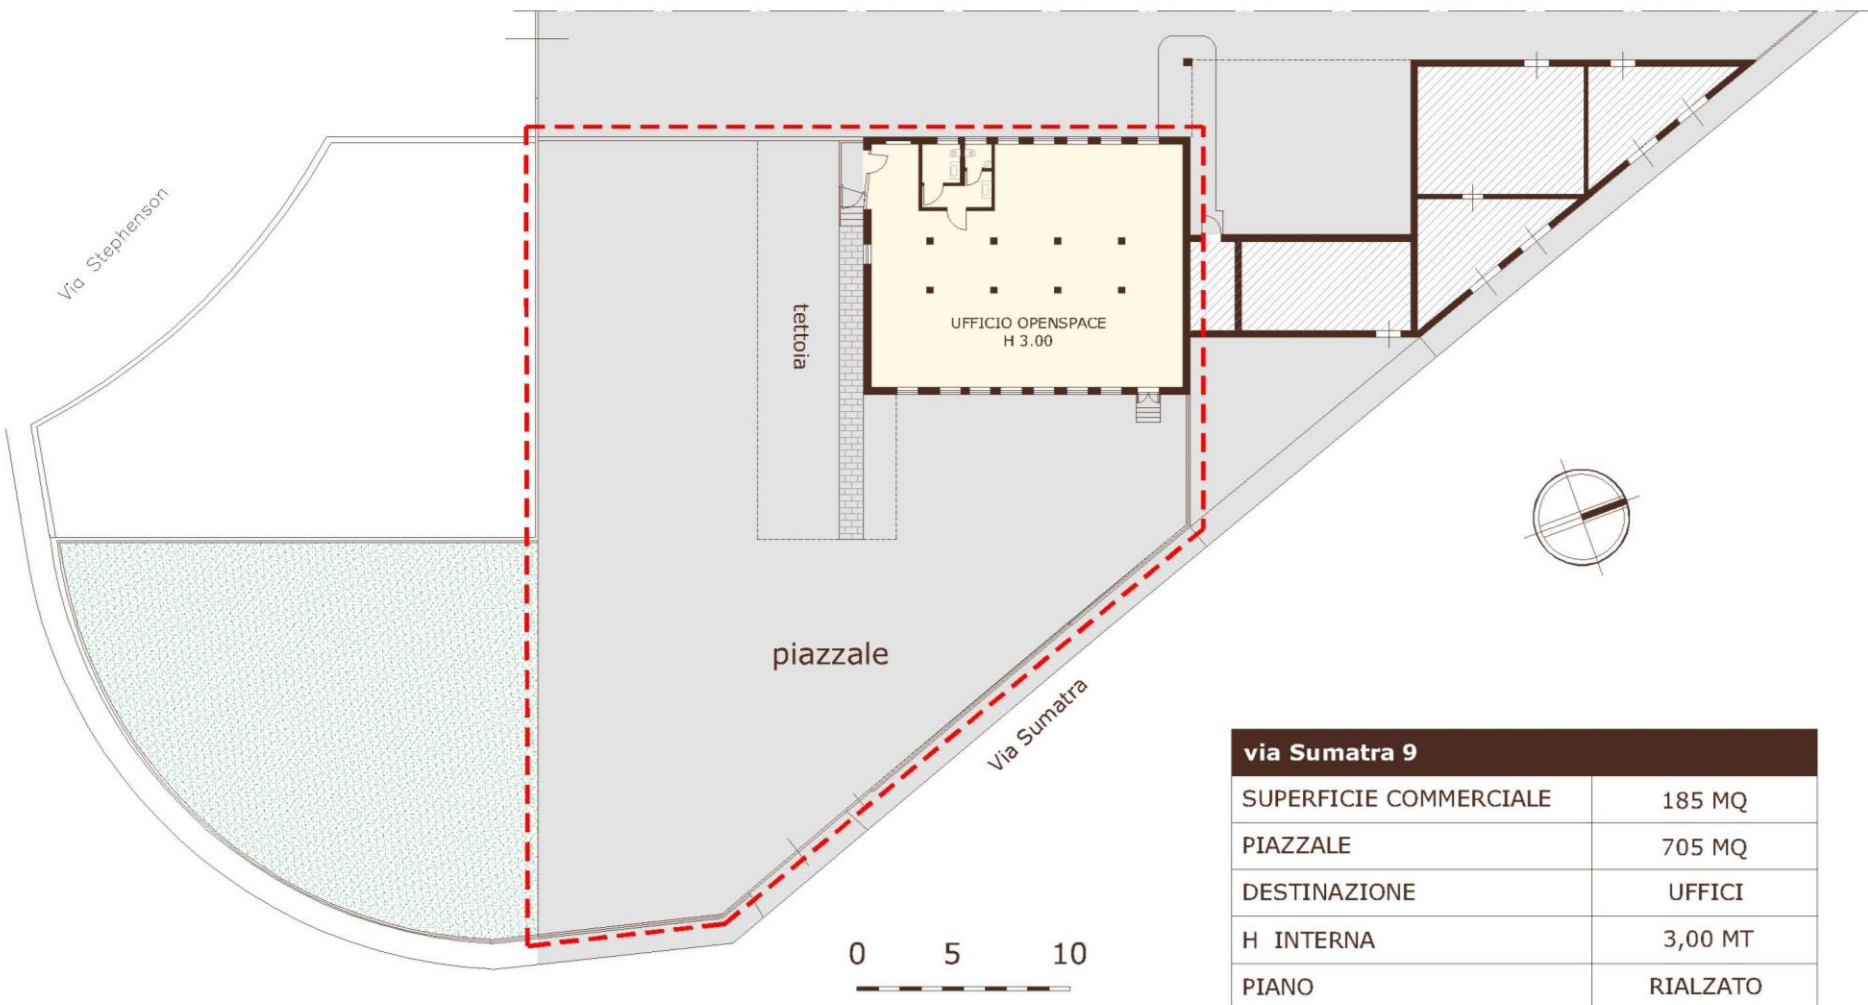 Via Stephenson
tettoia
UFFICIO OPENSPACE
H 3.00
piazzale
Via Sumatra
0 5 10
via Sumatra 9
SUPERFICIE COMMERCIALE 185 MQ
PIAZZALE 705 MQ
DESTINAZIONE UFFICI
H INTERNA 3,00 MT
PIANO RIALZATO